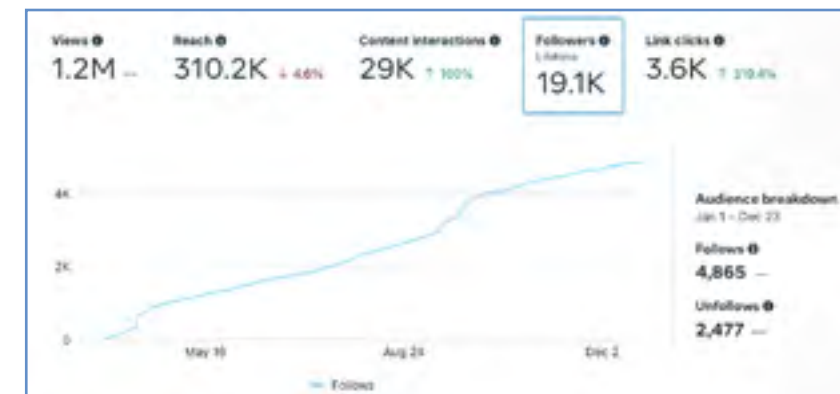 Views
1.2M --
Reach
310.2K ↓ 4.6%
Content interactions
29K ↑ 100%
Followers
Lifetime
19.1K
Link clicks
3.6K
4K
2K
0
May 16
Aug 24
Dec 2
Follows
Audience breakdown
Jan 1 - Dec 23
Follows
4,865 --
Unfollows
2,477 --